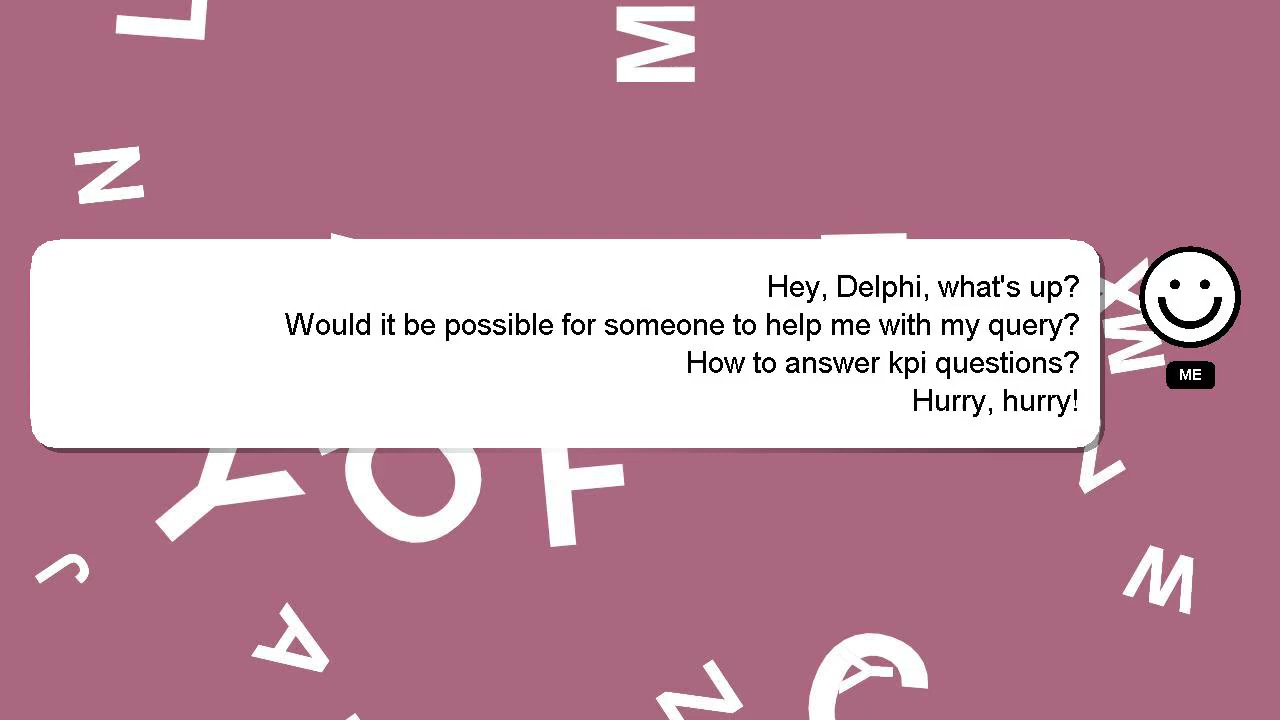 Hey, Delphi, what's up?
Would it be possible for someone to help me with my query?
How to answer kpi questions?
Hurry, hurry!
ME
L
M
N
K
M
Y
O
F
V
J
W
A
C
A
N